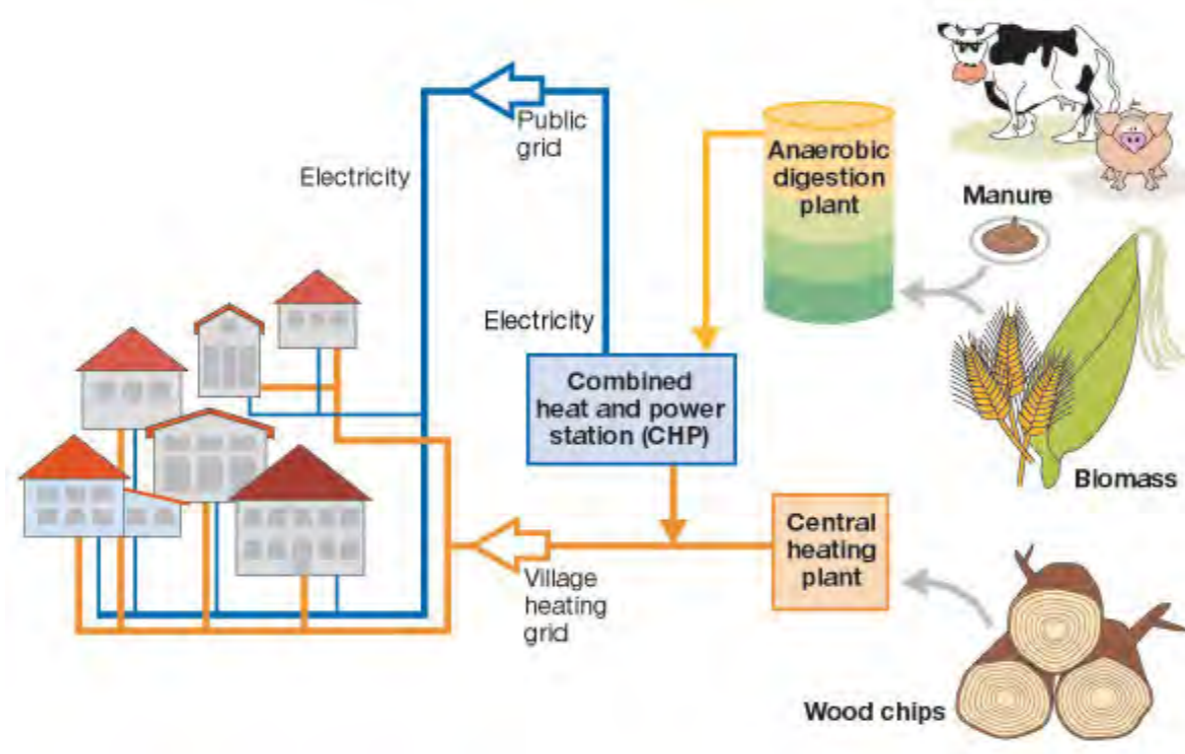 Public
grid
Electricity
Anaerobic
digestion
plant
Manure
Electricity
Combined
heat and power
station (CHP)
Biomass
Central
heating
plant
Village
heating
grid
Wood chips